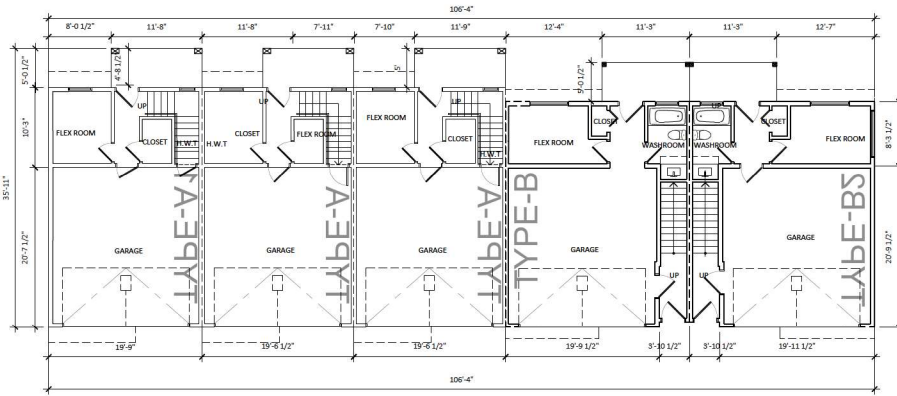 106'-4"
8'-0 1/2" 11'-8" 11'-8" 7'-11" 7'-10" 11'-9" 12'-4" 11'-3" 11'-3" 12'-7"
5'-0 1/2" 4'-8 1/2" 5' 5'-0 1/2"
35'-11" 10'-3" 8'-3 1/2"
UP UP UP UP
FLEX ROOM CLOSET H.W.T
H.W.T CLOSET FLEX ROOM
FLEX ROOM CLOSET H.W.T
FLEX ROOM CLOSET WASHROOM
WASHROOM CLOSET FLEX ROOM
20'-7 1/2" 20'-9 1/2"
GARAGE GARAGE GARAGE GARAGE GARAGE
TYPE-A TYPE-A TYPE-B TYPE-B2
UP UP
19'-9" 19'-6 1/2" 19'-6 1/2" 19'-9 1/2" 3'-10 1/2" 3'-10 1/2" 19'-11 1/2"
106'-4"